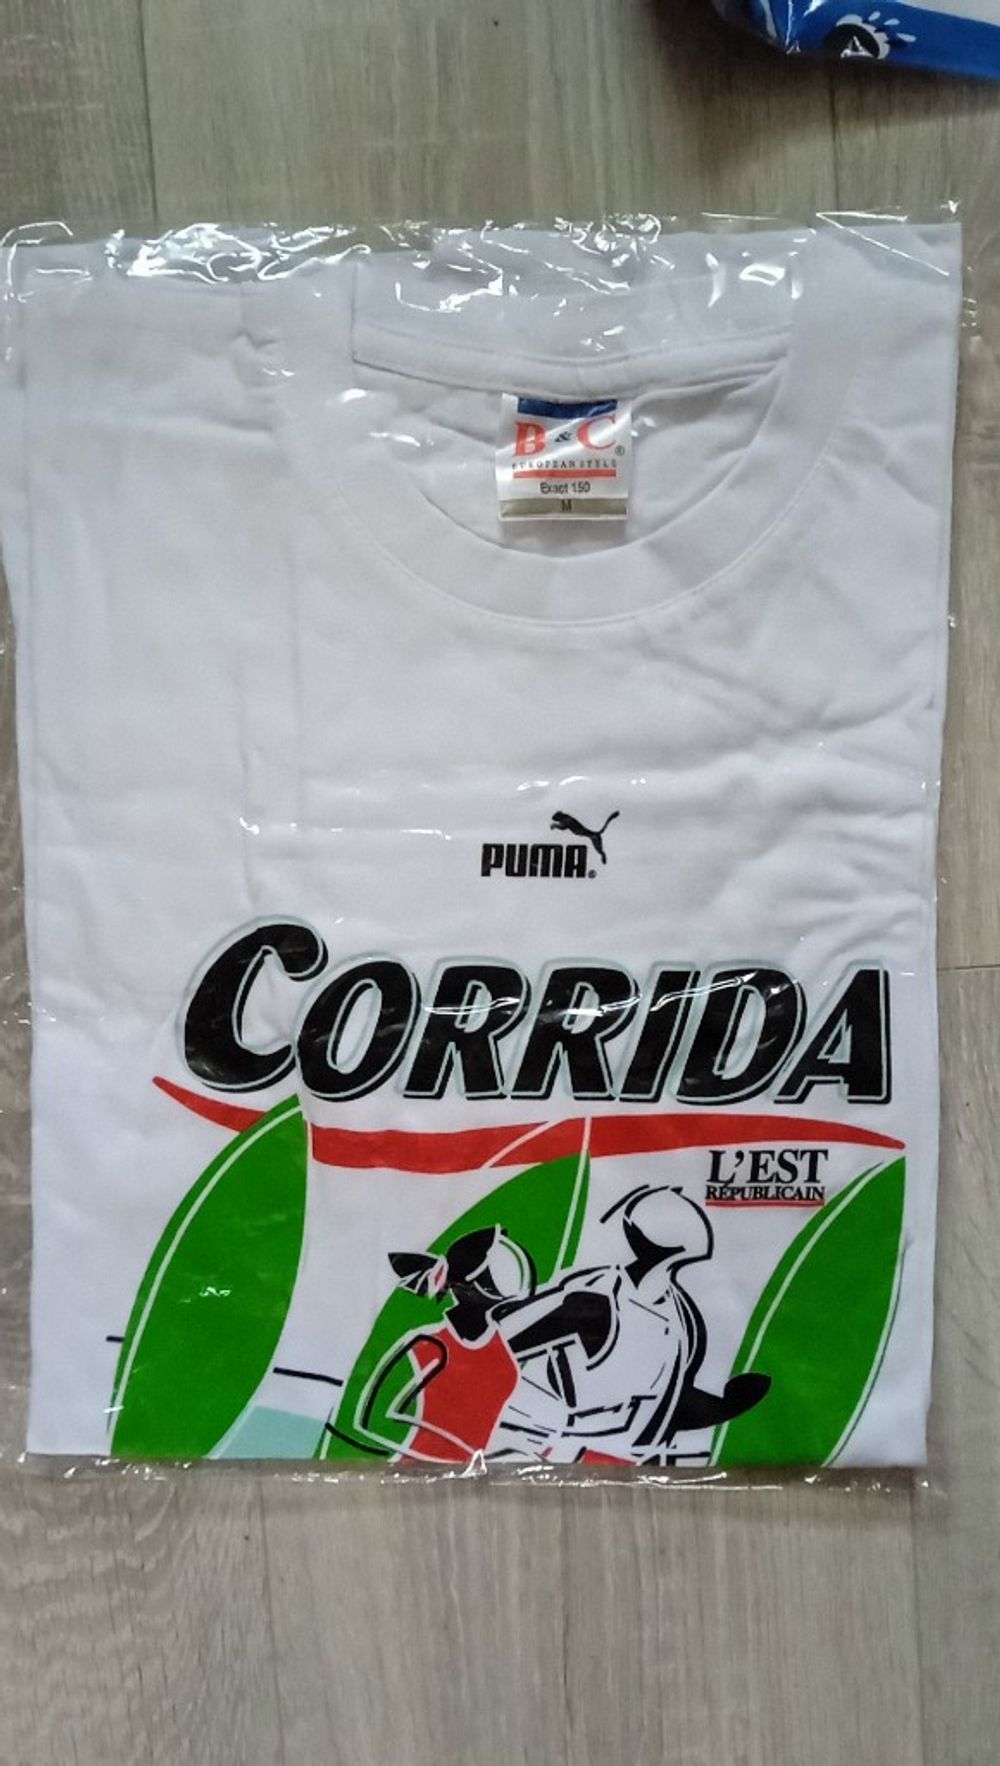 B & C®
EUROPEAN STYLE
Exact 150
M
PUMA®
CORRIDA
L'EST
RÉPUBLICAIN